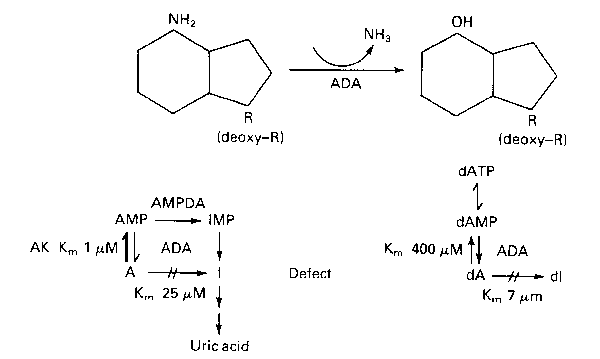 NH₂
OH
NH₃
ADA
R
(deoxy–R)
R
(deoxy–R)
dATP
AMPDA
AMP IMP
dAMP
AK Kₘ 1 μM ADA
Kₘ 400 μM ADA
A I Defect dA dI
Kₘ 25 μM
Kₘ 7 μm
Uric acid